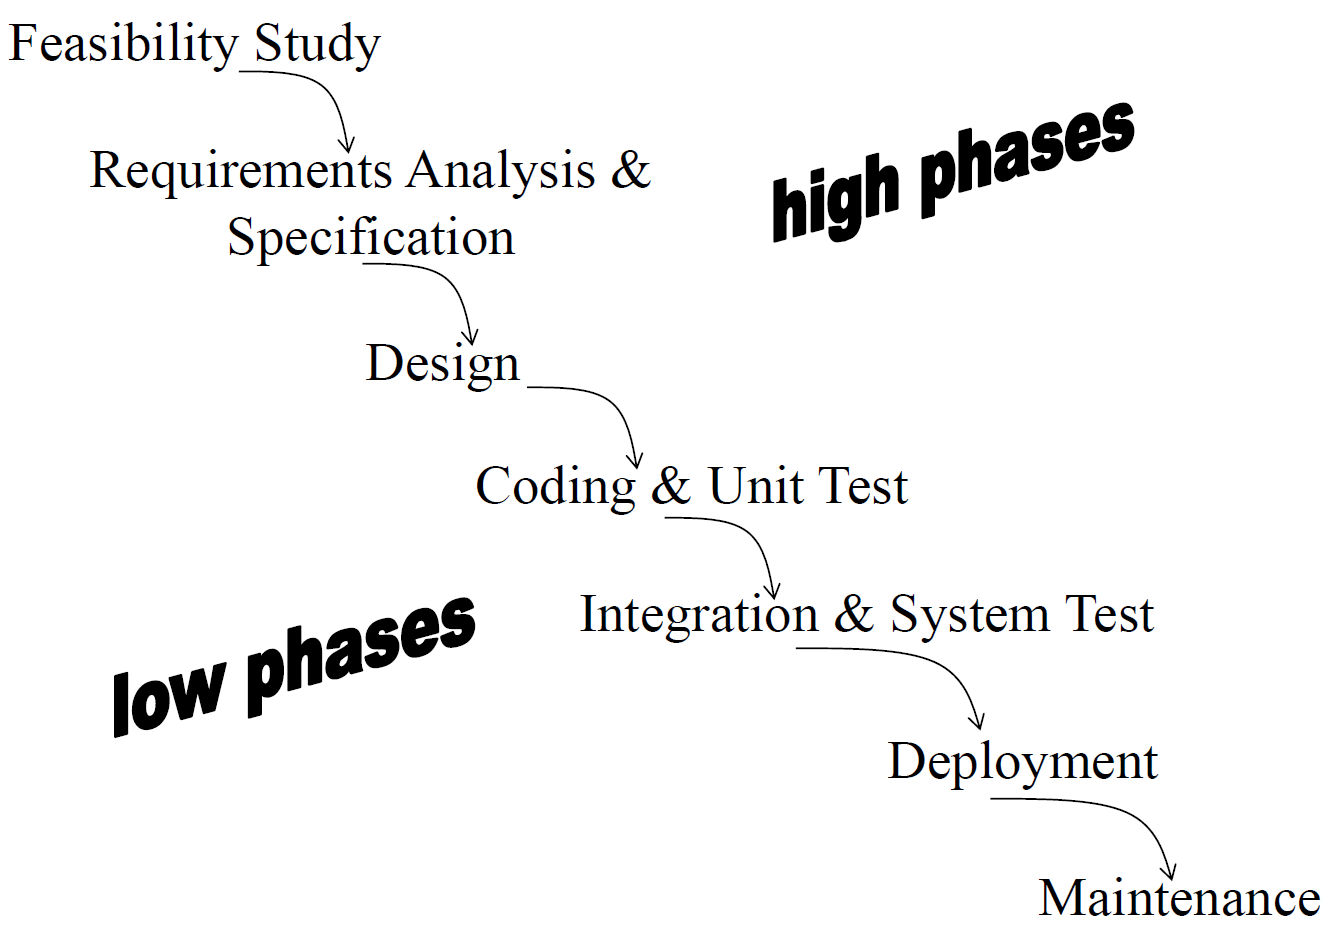 Feasibility Study
Requirements Analysis &
Specification
high phases
Design
Coding & Unit Test
Integration & System Test
low phases
Deployment
Maintenance